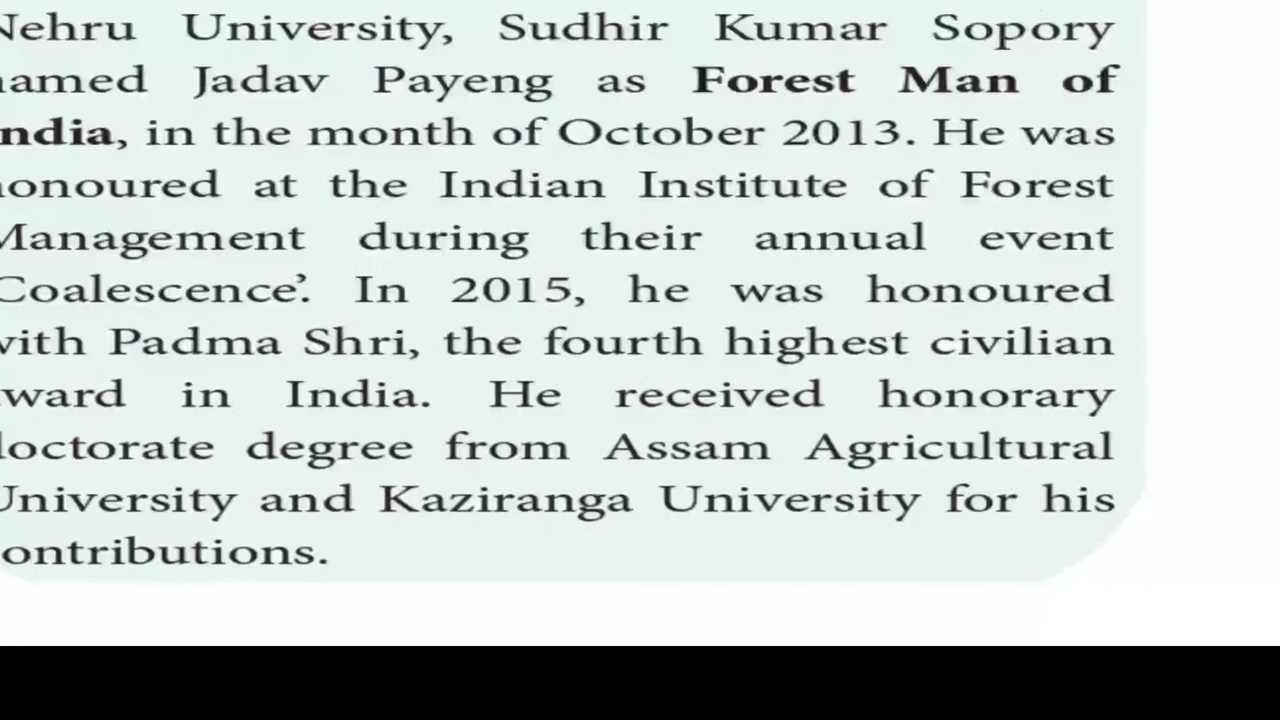 Nehru University, Sudhir Kumar Sopory
named Jadav Payeng as Forest Man of
India, in the month of October 2013. He was
honoured at the Indian Institute of Forest
Management during their annual event
‘Coalescence’. In 2015, he was honoured
with Padma Shri, the fourth highest civilian
award in India. He received honorary
doctorate degree from Assam Agricultural
University and Kaziranga University for his
contributions.